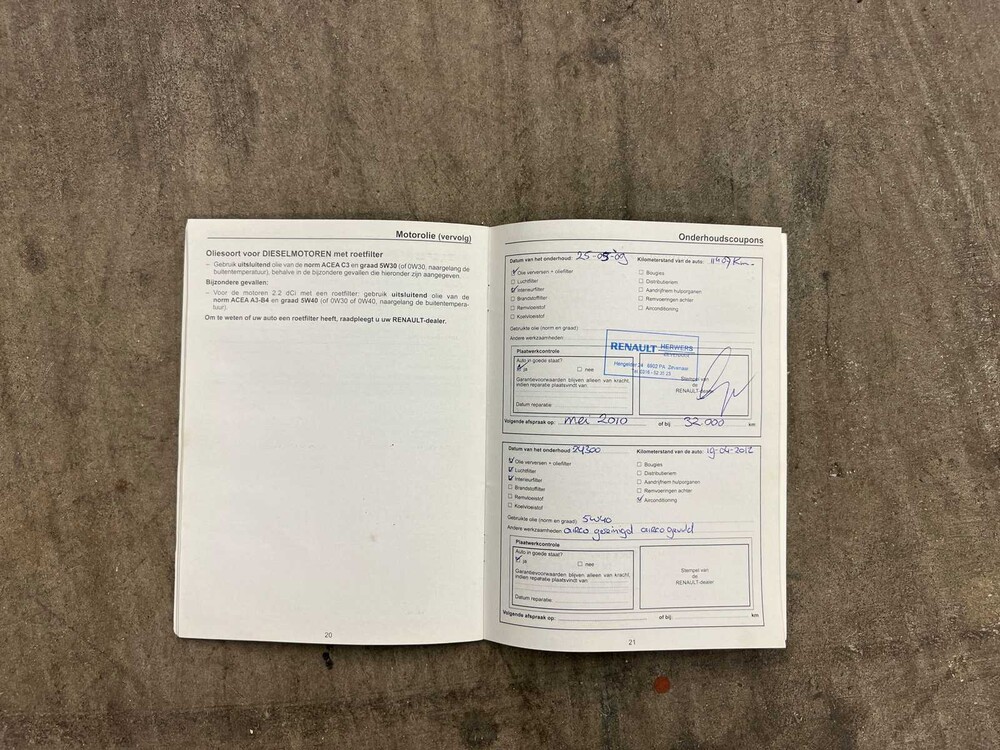 Motorolie (vervolg)
Oliesoort voor DIESELMOTOREN met roetfilter
– Gebruik uitsluitend olie van de norm ACEA C3 en graad 5W30 (of 0W30, naargelang de
buitentemperatuur), behalve in de bijzondere gevallen die hieronder zijn aangegeven.
Bijzondere gevallen:
– Voor de motoren 2.2 dCi met een roetfilter: gebruik uitsluitend olie van de
norm ACEA A3-B4 en graad 5W40 (of 0W30 of 0W40, naargelang de buitentempera-
tuur).
Om te weten of uw auto een roetfilter heeft, raadpleegt u uw RENAULT-dealer.
20
Onderhoudscoupons
Datum van het onderhoud: 25-05-09 Kilometerstand van de auto: Km
Olie verversen + oliefilter
Luchtfilter
Interieurfilter
Brandstoffilter
Remvloeistof
Koelvloeistof
Bougies
Distributieriem
Aandrijfriem hulporganen
Remvoeringen achter
Airconditioning
Gebruikte olie (norm en graad)
Andere werkzaamheden:
RENAULT HERWERS
ZEVENAAR
Hengelder 24 6902 PA Zevenaar
Plaatwerkcontrole
Auto in goede staat?
ja nee
Garantievoorwaarden blijven alleen van kracht,
indien reparatie plaatsvindt van:
Datum reparatie:
Stempel van
de
RENAULT-dealer
Volgende afspraak op: mei 2010 of bij: 32.000 km
Datum van het onderhoud: 24300 Kilometerstand van de auto: 19-04-2012
Olie verversen + oliefilter
Luchtfilter
Interieurfilter
Brandstoffilter
Remvloeistof
Koelvloeistof
Bougies
Distributieriem
Aandrijfriem hulporganen
Remvoeringen achter
Airconditioning
Gebruikte olie (norm en graad) 5W40
Andere werkzaamheden: airco gereinigd airco gevuld
Plaatwerkcontrole
Auto in goede staat?
ja nee
Garantievoorwaarden blijven alleen van kracht,
indien reparatie plaatsvindt van:
Datum reparatie:
Stempel van
de
RENAULT-dealer
Volgende afspraak op: of bij: km
21